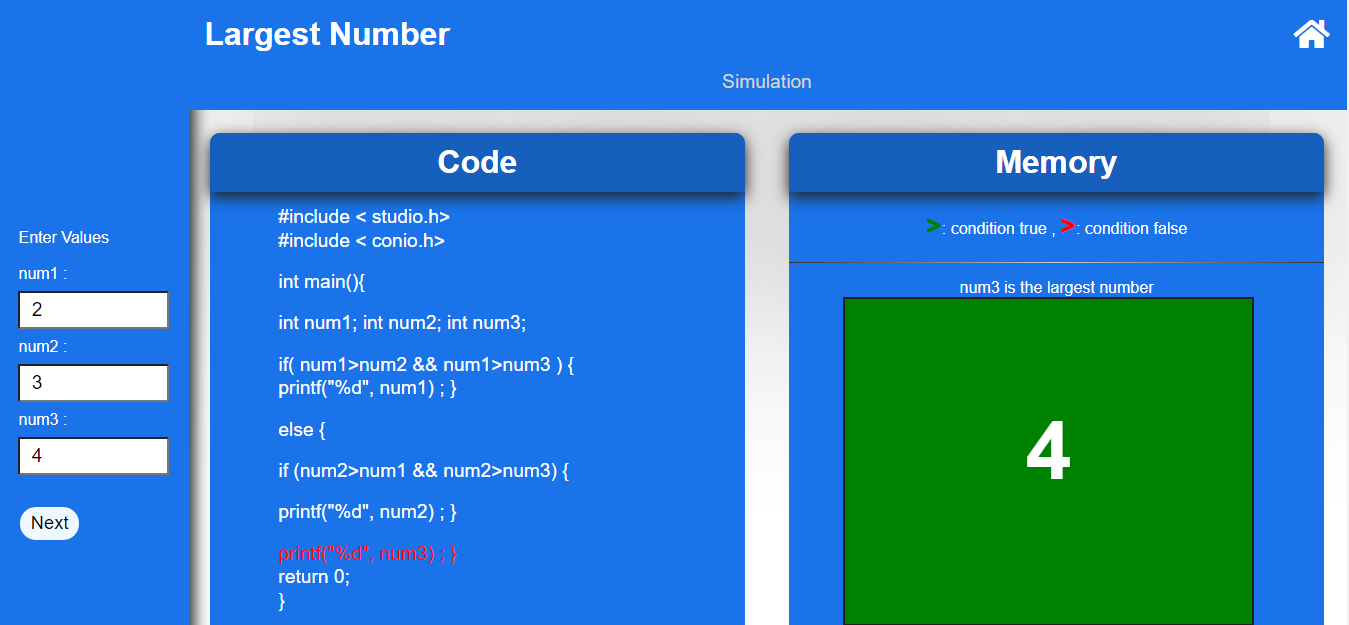 Largest Number
Simulation
Enter Values
num1 :
2
num2 :
3
num3 :
4
Next
Code
#include < studio.h>
#include < conio.h>
int main(){
int num1; int num2; int num3;
if( num1>num2 && num1>num3 ) {
printf("%d", num1) ; }
else {
if (num2>num1 && num2>num3) {
printf("%d", num2) ; }
printf("%d", num3) ; }
return 0;
}
Memory
>: condition true , >: condition false
num3 is the largest number
4